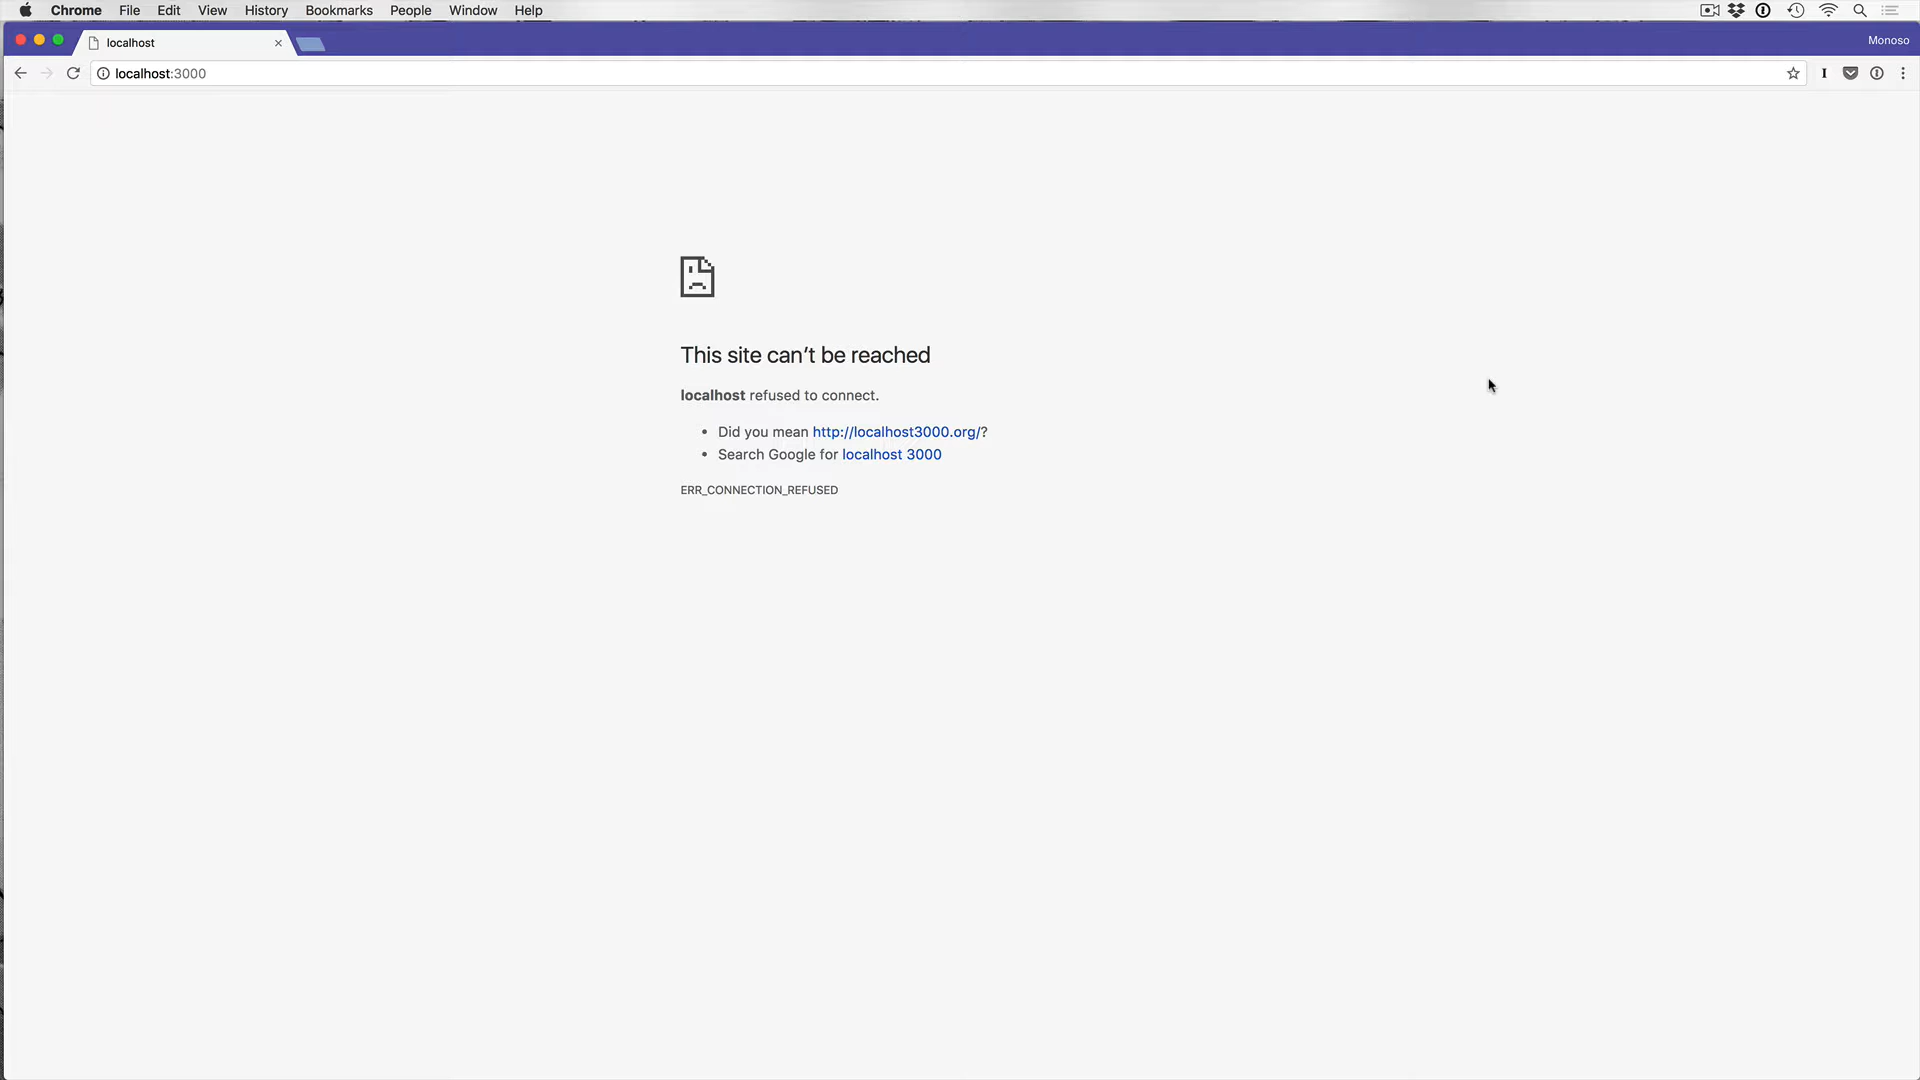 Chrome File Edit View History Bookmarks People Window Help
localhost
Monoso
localhost:3000
This site can’t be reached
localhost refused to connect.
• Did you mean http://localhost3000.org/?
• Search Google for localhost 3000
ERR_CONNECTION_REFUSED